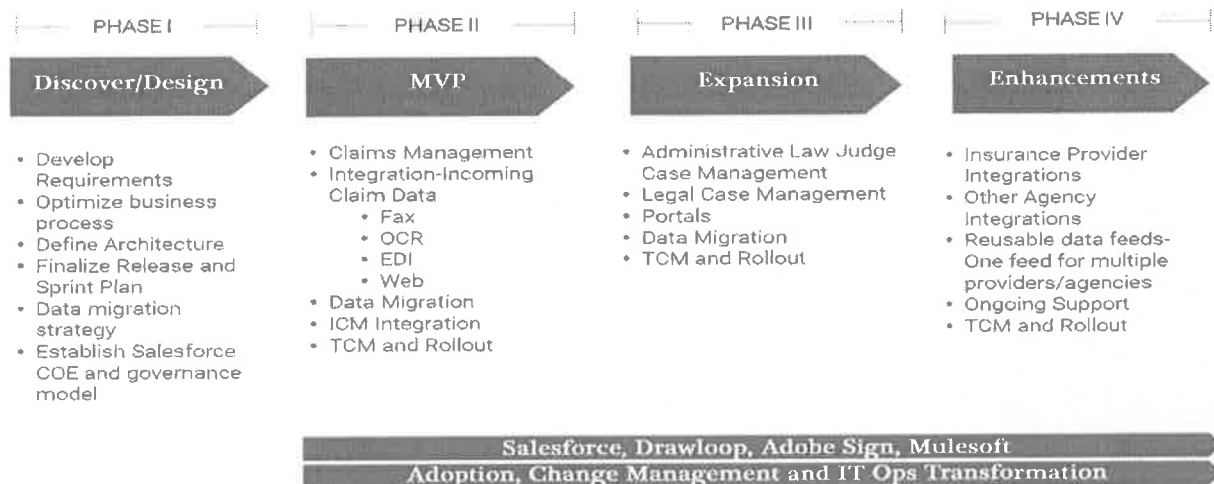 PHASE I
Discover/Design
• Develop
Requirements
• Optimize business
process
• Define Architecture
• Finalize Release and
Sprint Plan
• Data migration
strategy
• Establish Salesforce
COE and governance
model
PHASE II
MVP
• Claims Management
• Integration-Incoming
Claim Data
• Fax
• OCR
• EDI
• Web
• Data Migration
• ICM Integration
• TCM and Rollout
PHASE III
Expansion
• Administrative Law Judge
Case Management
• Legal Case Management
• Portals
• Data Migration
• TCM and Rollout
PHASE IV
Enhancements
• Insurance Provider
Integrations
• Other Agency
Integrations
• Reusable data feeds-
One feed for multiple
providers/agencies
• Ongoing Support
• TCM and Rollout
Salesforce, Drawloop, Adobe Sign, Mulesoft
Adoption, Change Management and IT Ops Transformation